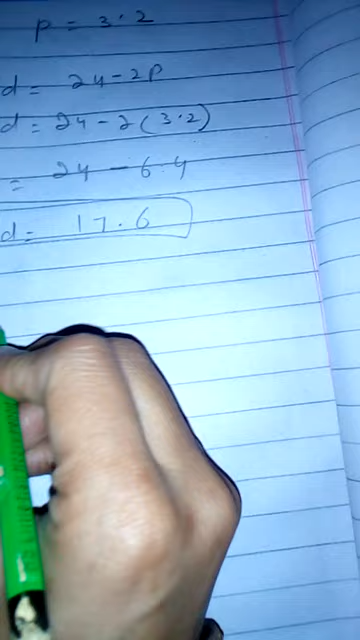 p = 3.2
d = 24 - 2p
d = 24 - 2(3.2)
= 24 - 6.4
d = 17.6